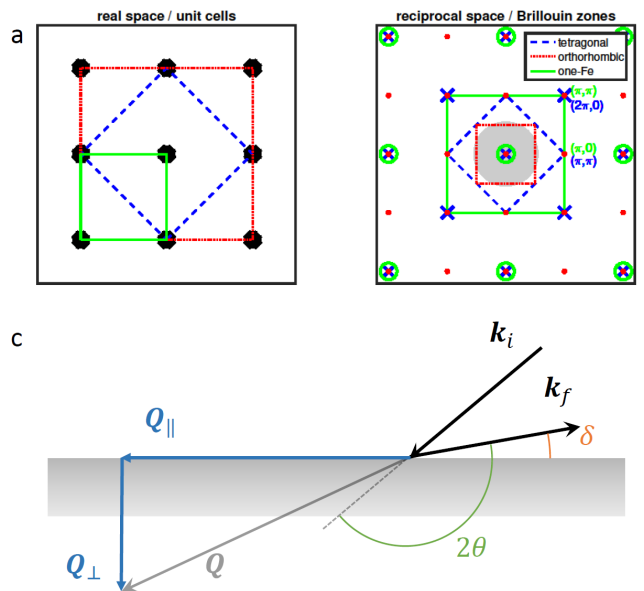 a
real space / unit cells
reciprocal space / Brillouin zones
tetragonal
orthorhombic
one-Fe
(π,π)
(2π,0)
(π,0)
(π,π)
c
k_i
k_f
Q_∥
δ
Q_⊥
Q
2θ